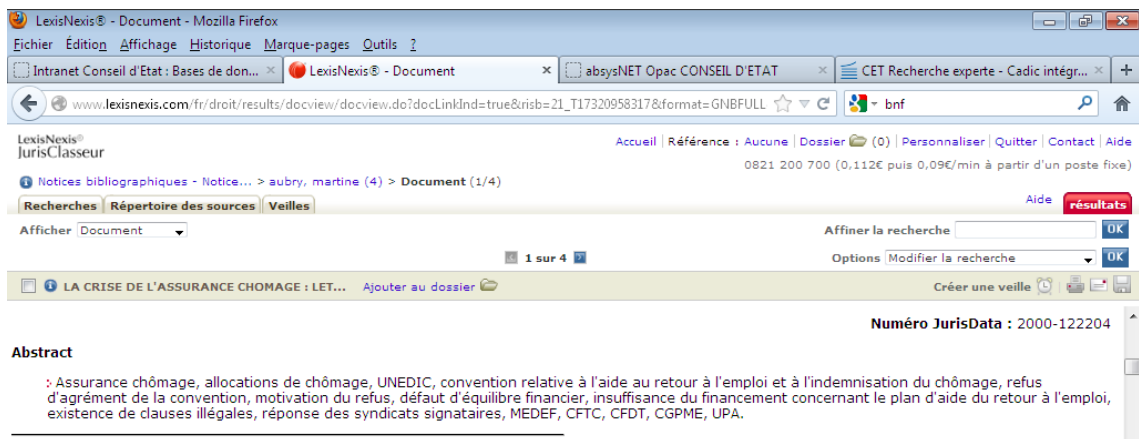 LexisNexis® - Document - Mozilla Firefox
Fichier Édition Affichage Historique Marque-pages Outils ?
Intranet Conseil d'Etat : Bases de don... × LexisNexis® - Document × absysNET Opac CONSEIL D'ETAT × CET Recherche experte - Cadic intégr... × +
www.lexisnexis.com/fr/droit/results/docview/docview.do?docLinkInd=true&risb=21_T17320958317&format=GNBFULL bnf
LexisNexis®
JurisClasseur
Accueil | Référence : Aucune | Dossier (0) | Personnaliser | Quitter | Contact | Aide
0821 200 700 (0,112€ puis 0,09€/min à partir d'un poste fixe)
Notices bibliographiques - Notice... > aubry, martine (4) > Document (1/4)
Recherches Répertoire des sources Veilles Aide résultats
Afficher Document Affiner la recherche OK
1 sur 4 Options Modifier la recherche OK
LA CRISE DE L'ASSURANCE CHOMAGE : LET... Ajouter au dossier Créer une veille
Numéro JurisData : 2000-122204
Abstract
: Assurance chômage, allocations de chômage, UNEDIC, convention relative à l'aide au retour à l'emploi et à l'indemnisation du chômage, refus
d'agrément de la convention, motivation du refus, défaut d'équilibre financier, insuffisance du financement concernant le plan d'aide du retour à l'emploi,
existence de clauses illégales, réponse des syndicats signataires, MEDEF, CFTC, CFDT, CGPME, UPA.